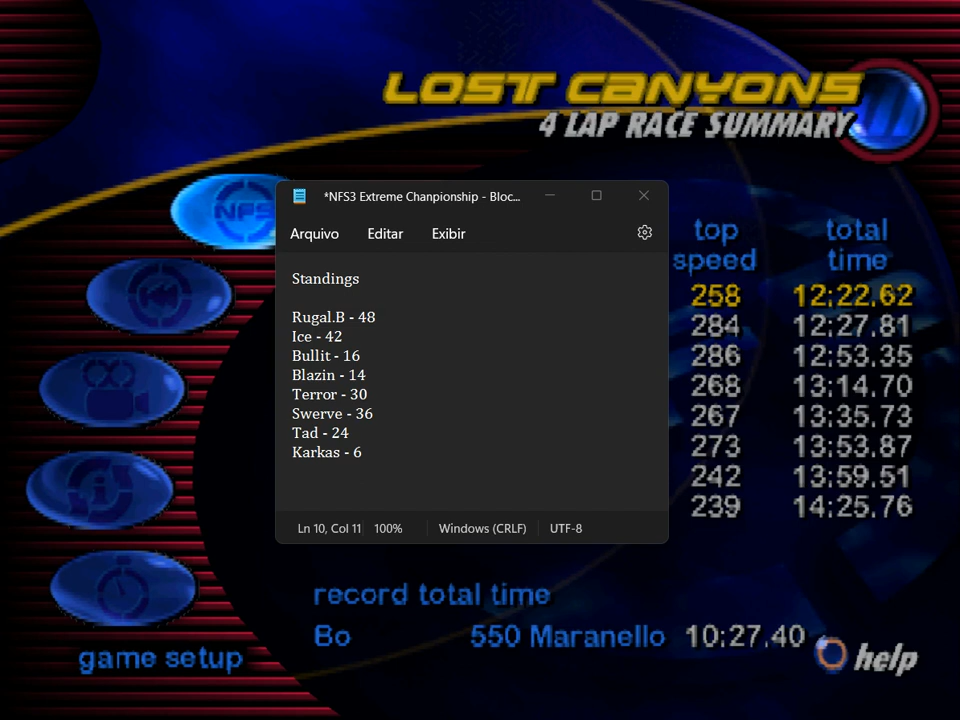 LOST CANYONS
4 LAP RACE SUMMARY
NFS
*NFS3 Extreme Chanpionship - Bloc...
Arquivo Editar Exibir
Standings
Rugal.B - 48
Ice - 42
Bullit - 16
Blazin - 14
Terror - 30
Swerve - 36
Tad - 24
Karkas - 6
Ln 10, Col 11 100% Windows (CRLF) UTF-8
top speed total time
258 12:22.62
284 12:27.81
286 12:53.35
268 13:14.70
267 13:35.73
273 13:53.87
242 13:59.51
239 14:25.76
record total time
Bo 550 Maranello 10:27.40
game setup
help